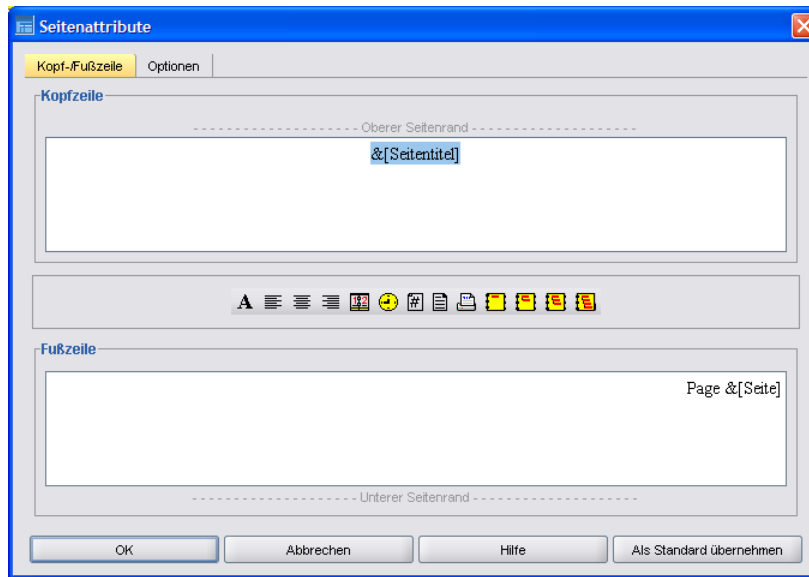 Seitenattribute
Kopf-/Fußzeile Optionen
Kopfzeile
Oberer Seitenrand
&[Seitentitel]
A
Fußzeile
Page &[Seite]
Unterer Seitenrand
OK Abbrechen Hilfe Als Standard übernehmen